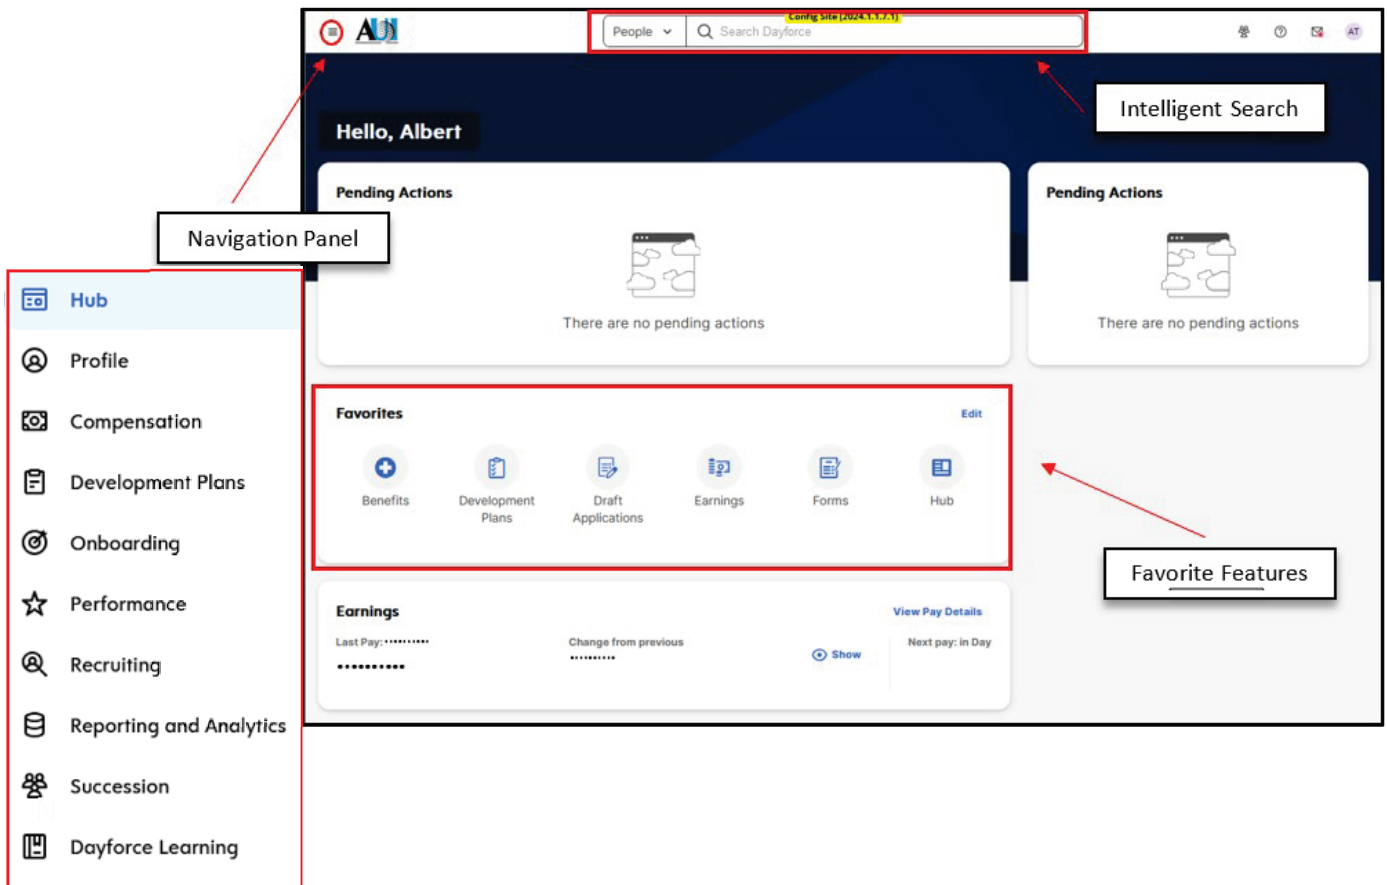 AUI
People
Search Dayforce
Config Site (2024.1.1.7.1)
AT
Intelligent Search
Hello, Albert
Pending Actions
There are no pending actions
Pending Actions
There are no pending actions
Navigation Panel
Hub
Profile
Compensation
Development Plans
Onboarding
Performance
Recruiting
Reporting and Analytics
Succession
Dayforce Learning
Favorites
Edit
Benefits
Development
Plans
Draft
Applications
Earnings
Forms
Hub
Favorite Features
Earnings
View Pay Details
Last Pay: ••••••••••
••••••••••
Change from previous
••••••••••
Show
Next pay: in Day